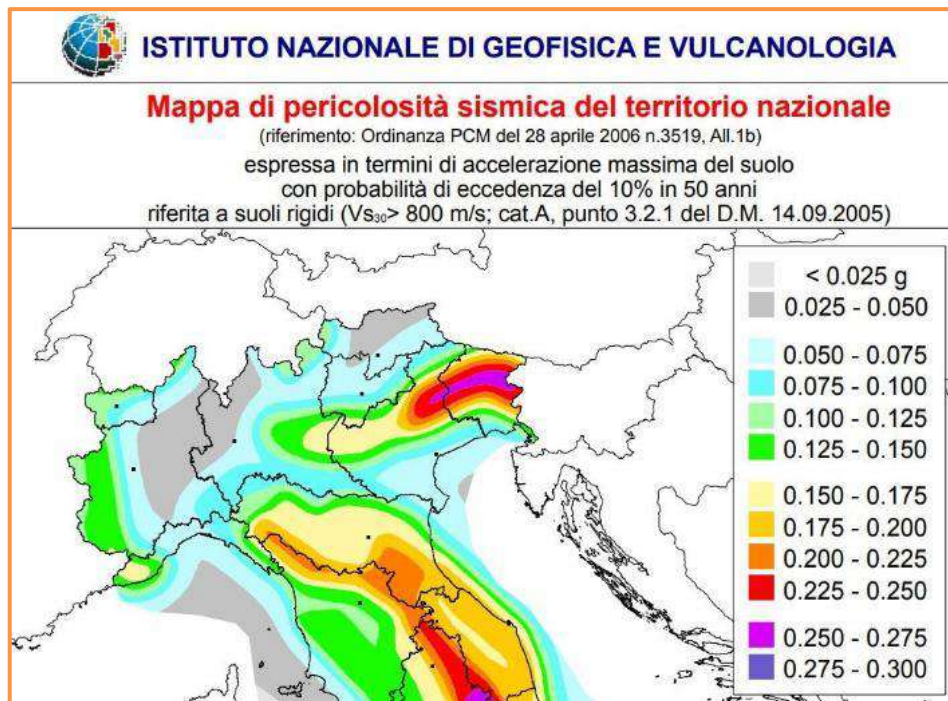 ISTITUTO NAZIONALE DI GEOFISICA E VULCANOLOGIA
Mappa di pericolosità sismica del territorio nazionale
(riferimento: Ordinanza PCM del 28 aprile 2006 n.3519, All.1b)
espressa in termini di accelerazione massima del suolo
con probabilità di eccedenza del 10% in 50 anni
riferita a suoli rigidi (Vs30> 800 m/s; cat.A, punto 3.2.1 del D.M. 14.09.2005)
< 0.025 g
0.025 - 0.050
0.050 - 0.075
0.075 - 0.100
0.100 - 0.125
0.125 - 0.150
0.150 - 0.175
0.175 - 0.200
0.200 - 0.225
0.225 - 0.250
0.250 - 0.275
0.275 - 0.300